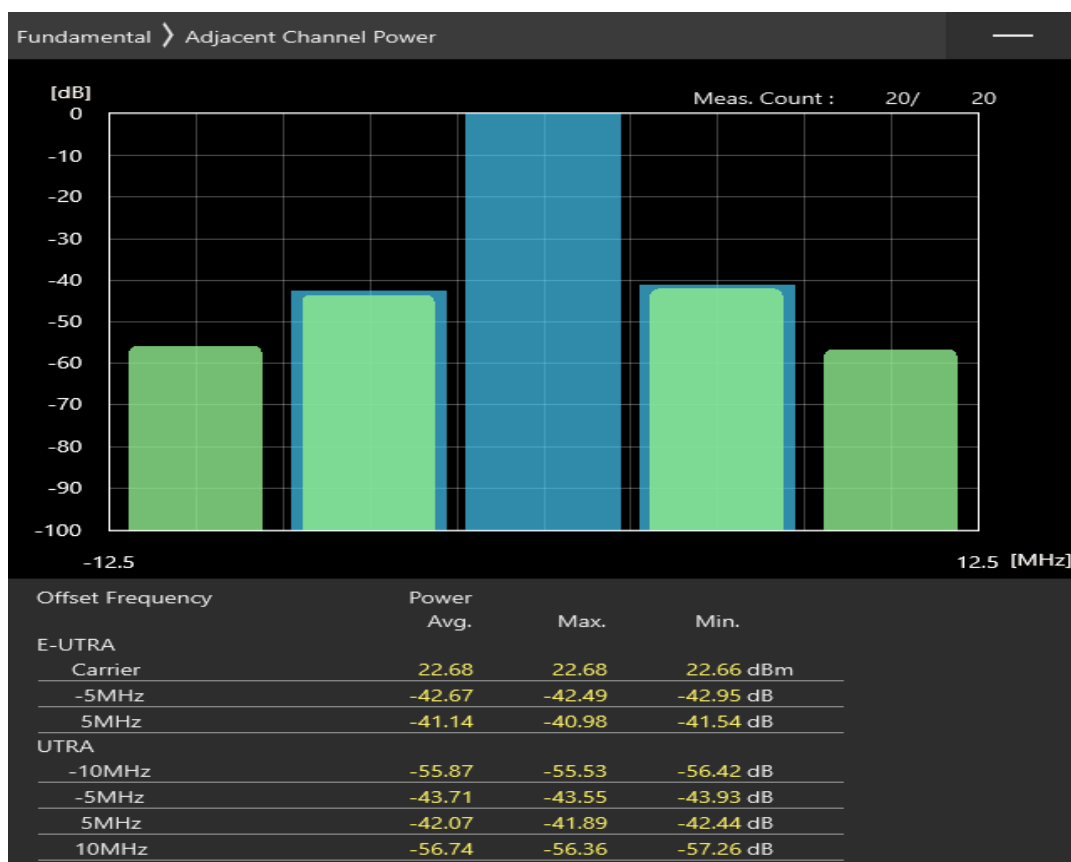 Fundamental ❯ Adjacent Channel Power
[dB]
Meas. Count : 20/ 20
0
-10
-20
-30
-40
-50
-60
-70
-80
-90
-100
-12.5 12.5 [MHz]
Offset Frequency Power
Avg. Max. Min.
E-UTRA
Carrier 22.68 22.68 22.66 dBm
-5MHz -42.67 -42.49 -42.95 dB
5MHz -41.14 -40.98 -41.54 dB
UTRA
-10MHz -55.87 -55.53 -56.42 dB
-5MHz -43.71 -43.55 -43.93 dB
5MHz -42.07 -41.89 -42.44 dB
10MHz -56.74 -56.36 -57.26 dB